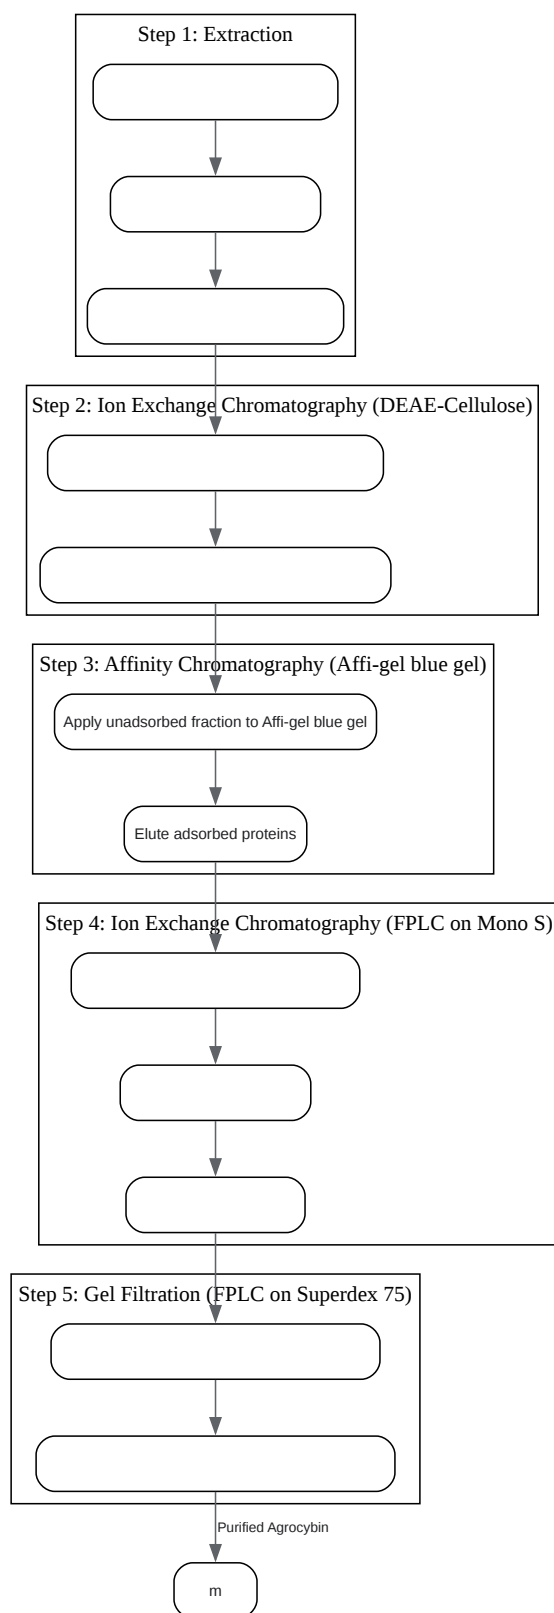 Step 1: Extraction
Step 2: Ion Exchange Chromatography (DEAE-Cellulose)
Step 3: Affinity Chromatography (Affi-gel blue gel)
Apply unadsorbed fraction to Affi-gel blue gel
Elute adsorbed proteins
Step 4: Ion Exchange Chromatography (FPLC on Mono S)
Step 5: Gel Filtration (FPLC on Superdex 75)
Purified Agrocybin
m